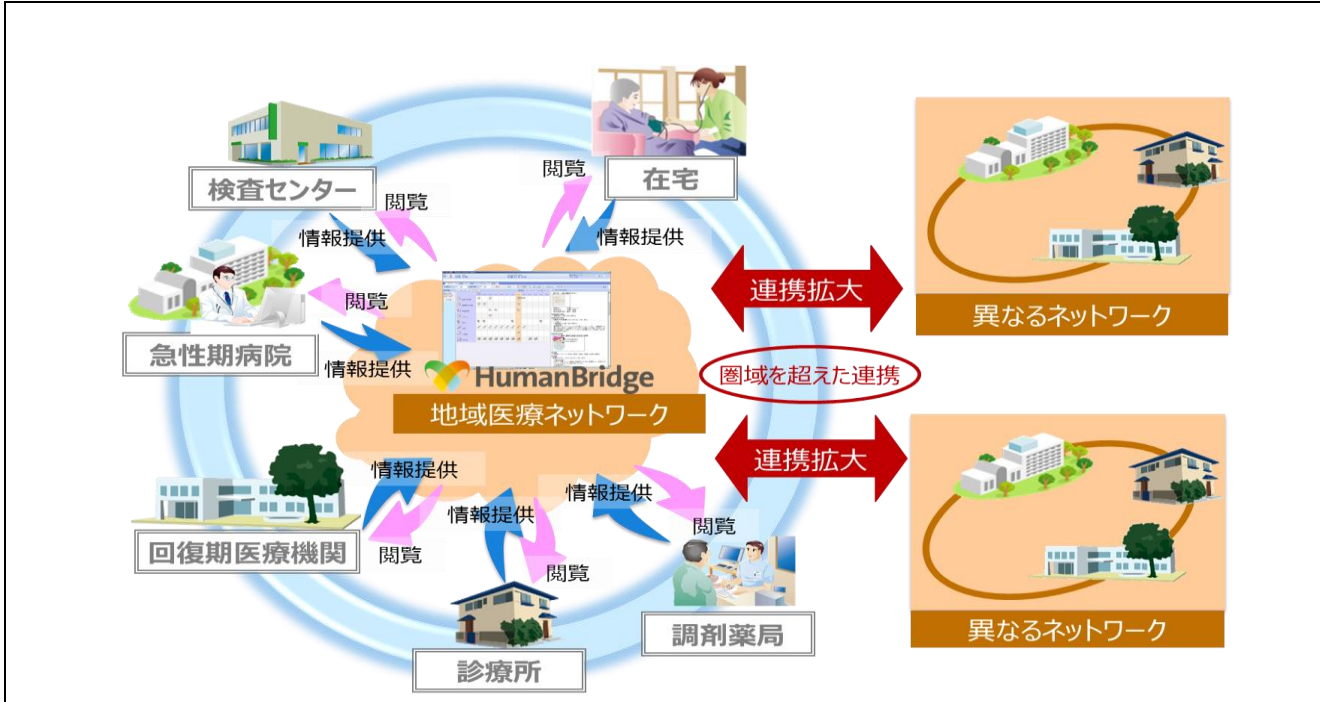 検査センター
閲覧
情報提供
在宅
閲覧
情報提供
急性期病院
閲覧
情報提供
HumanBridge
地域医療ネットワーク
連携拡大
圏域を超えた連携
連携拡大
異なるネットワーク
異なるネットワーク
回復期医療機関
情報提供
閲覧
診療所
情報提供
閲覧
調剤薬局
情報提供
閲覧